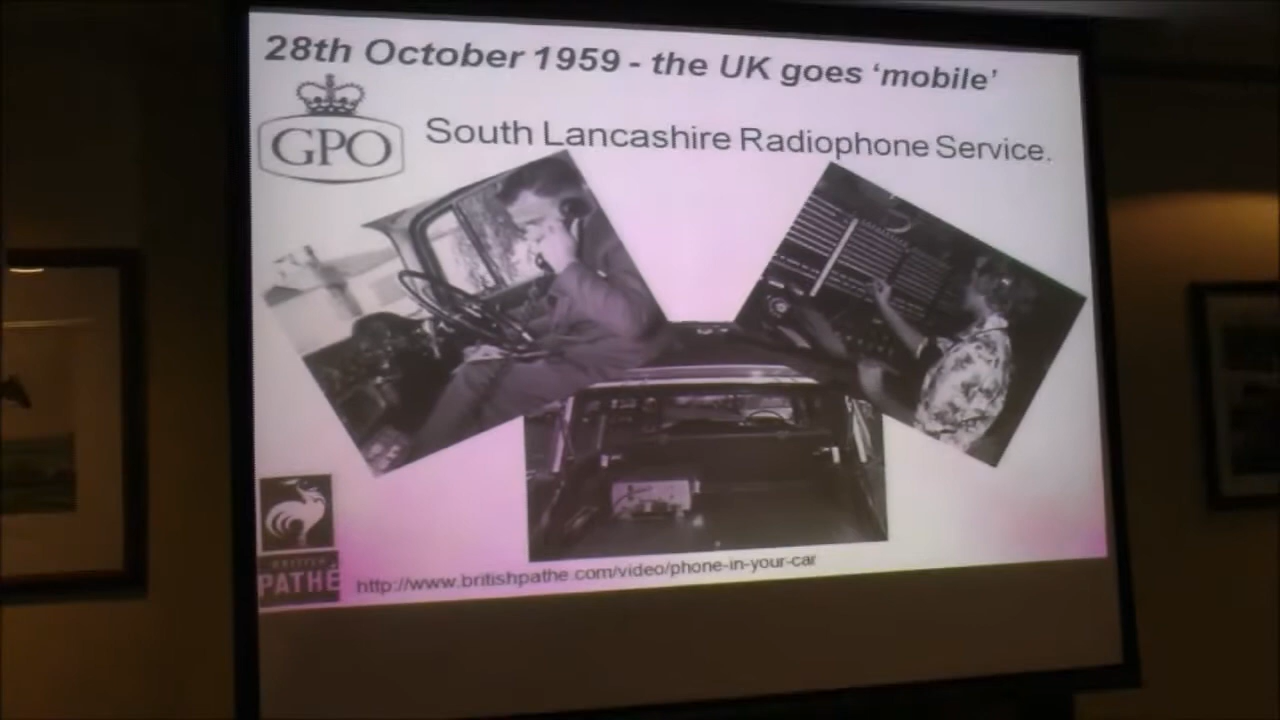 28th October 1959 - the UK goes ‘mobile’
GPO
South Lancashire Radiophone Service.
BRITISH
PATHÉ
http://www.britishpathe.com/video/phone-in-your-car